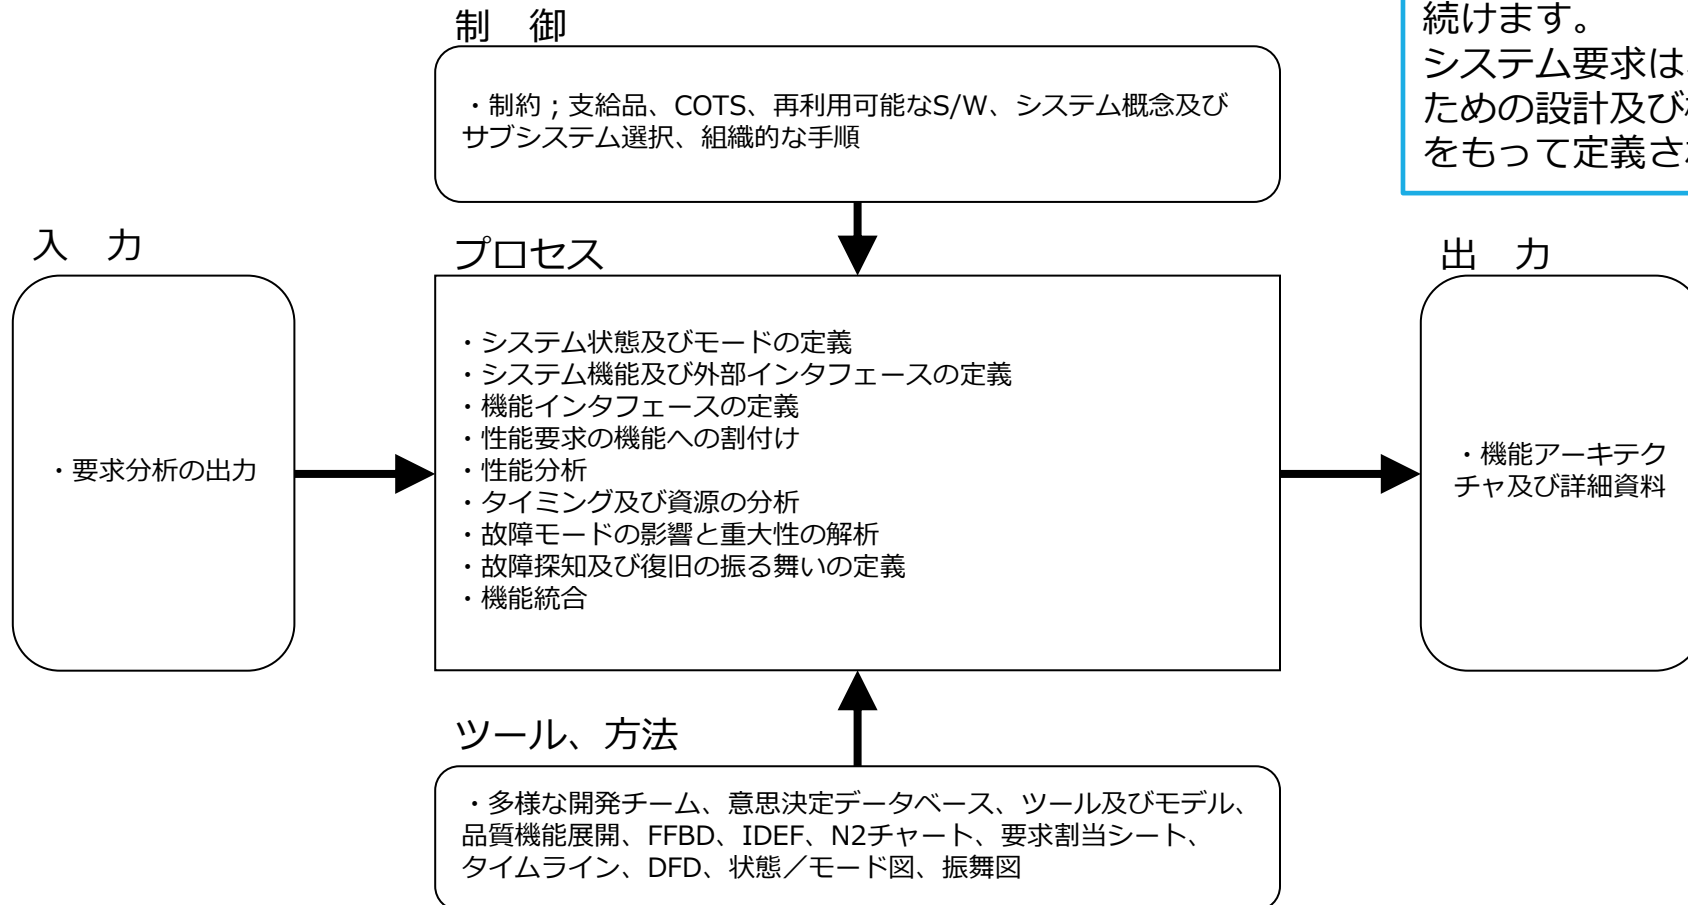 制　御
・制約；支給品、COTS、再利用可能なS/W、システム概念及び
サブシステム選択、組織的な手順
続けます。
システム要求は
ための設計及び
をもって定義さ
入　力
・要求分析の出力
プロセス
・システム状態及びモードの定義
・システム機能及び外部インタフェースの定義
・機能インタフェースの定義
・性能要求の機能への割付け
・性能分析
・タイミング及び資源の分析
・故障モードの影響と重大性の解析
・故障探知及び復旧の振る舞いの定義
・機能統合
出　力
・機能アーキテク
チャ及び詳細資料
ツール、方法
・多様な開発チーム、意思決定データベース、ツール及びモデル、
品質機能展開、FFBD、IDEF、N2チャート、要求割当シート、
タイムライン、DFD、状態／モード図、振舞図